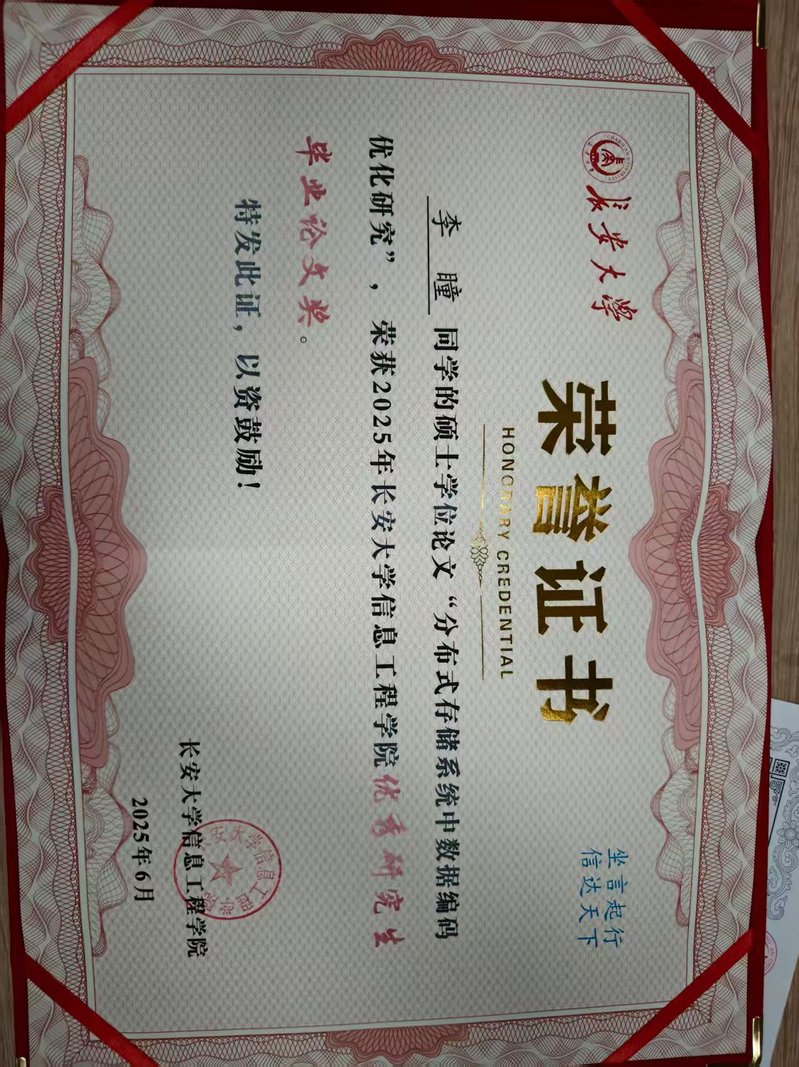 长安大学
坐言起行
信达天下
荣誉证书
HONORARY CREDENTIAL
李瞳 同学的硕士学位论文“分布式存储系统中数据编码
优化研究”，荣获2025年长安大学信息工程学院优秀研究生
毕业论文奖。
特发此证，以资鼓励！
长安大学信息工程学院
2025年6月